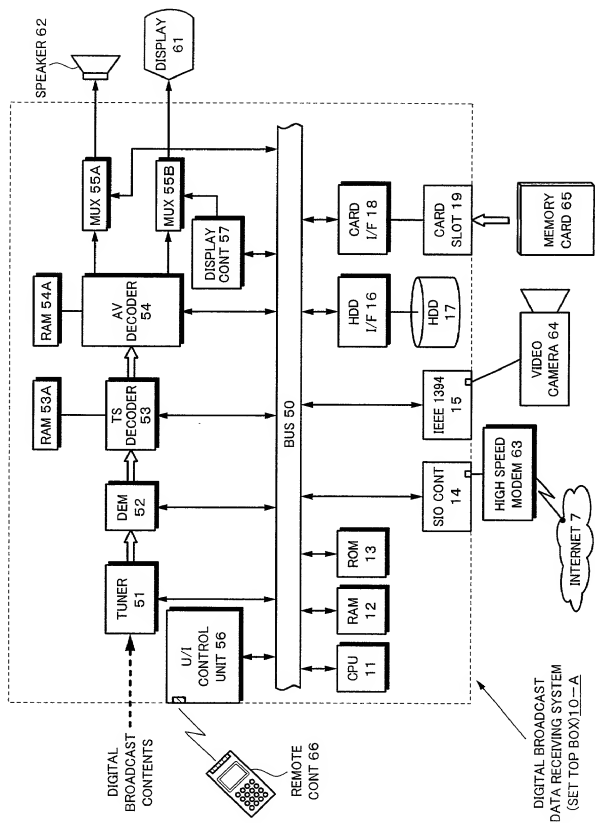 SPEAKER 62
DISPLAY
61
MUX 55A
MUX 55B
DISPLAY
CONT 57
RAM 54A
AV
DECODER
54
RAM 53A
TS
DECODER
53
DEM
52
TUNER
51
U/I
CONTROL
UNIT 56
DIGITAL
BROADCAST
CONTENTS
REMOTE
CONT 66
BUS 50
CARD
I/F 18
CARD
SLOT 19
MEMORY
CARD 65
HDD
I/F 16
HDD
17
IEEE 1394
15
VIDEO
CAMERA 64
SIO CONT
14
HIGH SPEED
MODEM 63
INTERNET 7
ROM
13
RAM
12
CPU
11
DIGITAL BROADCAST
DATA RECEIVING SYSTEM
(SET TOP BOX)10-A